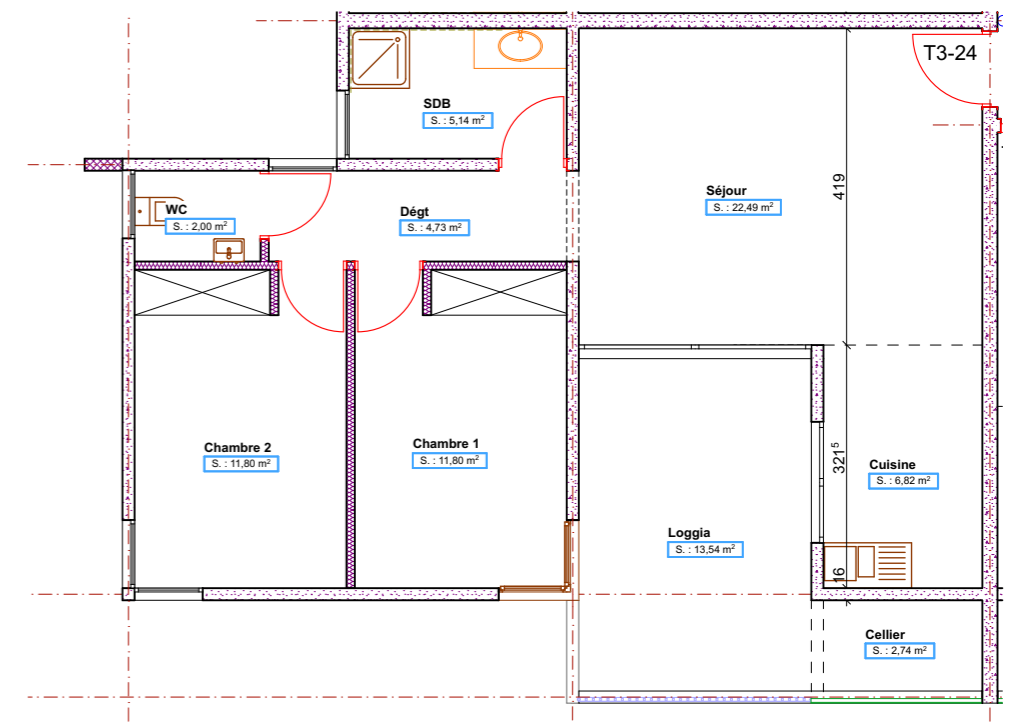 T3-24
SDB
S. : 5,14 m²
Séjour
S. : 22,49 m²
419
WC
S. : 2,00 m²
Dégt
S. : 4,73 m²
Chambre 2
S. : 11,80 m²
Chambre 1
S. : 11,80 m²
321⁵
Cuisine
S. : 6,82 m²
Loggia
S. : 13,54 m²
16
Cellier
S. : 2,74 m²